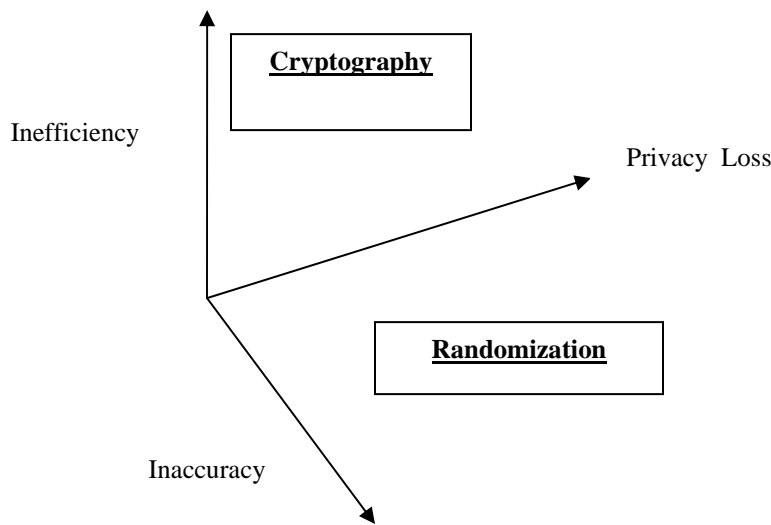 Cryptography
Inefficiency
Privacy Loss
Randomization
Inaccuracy